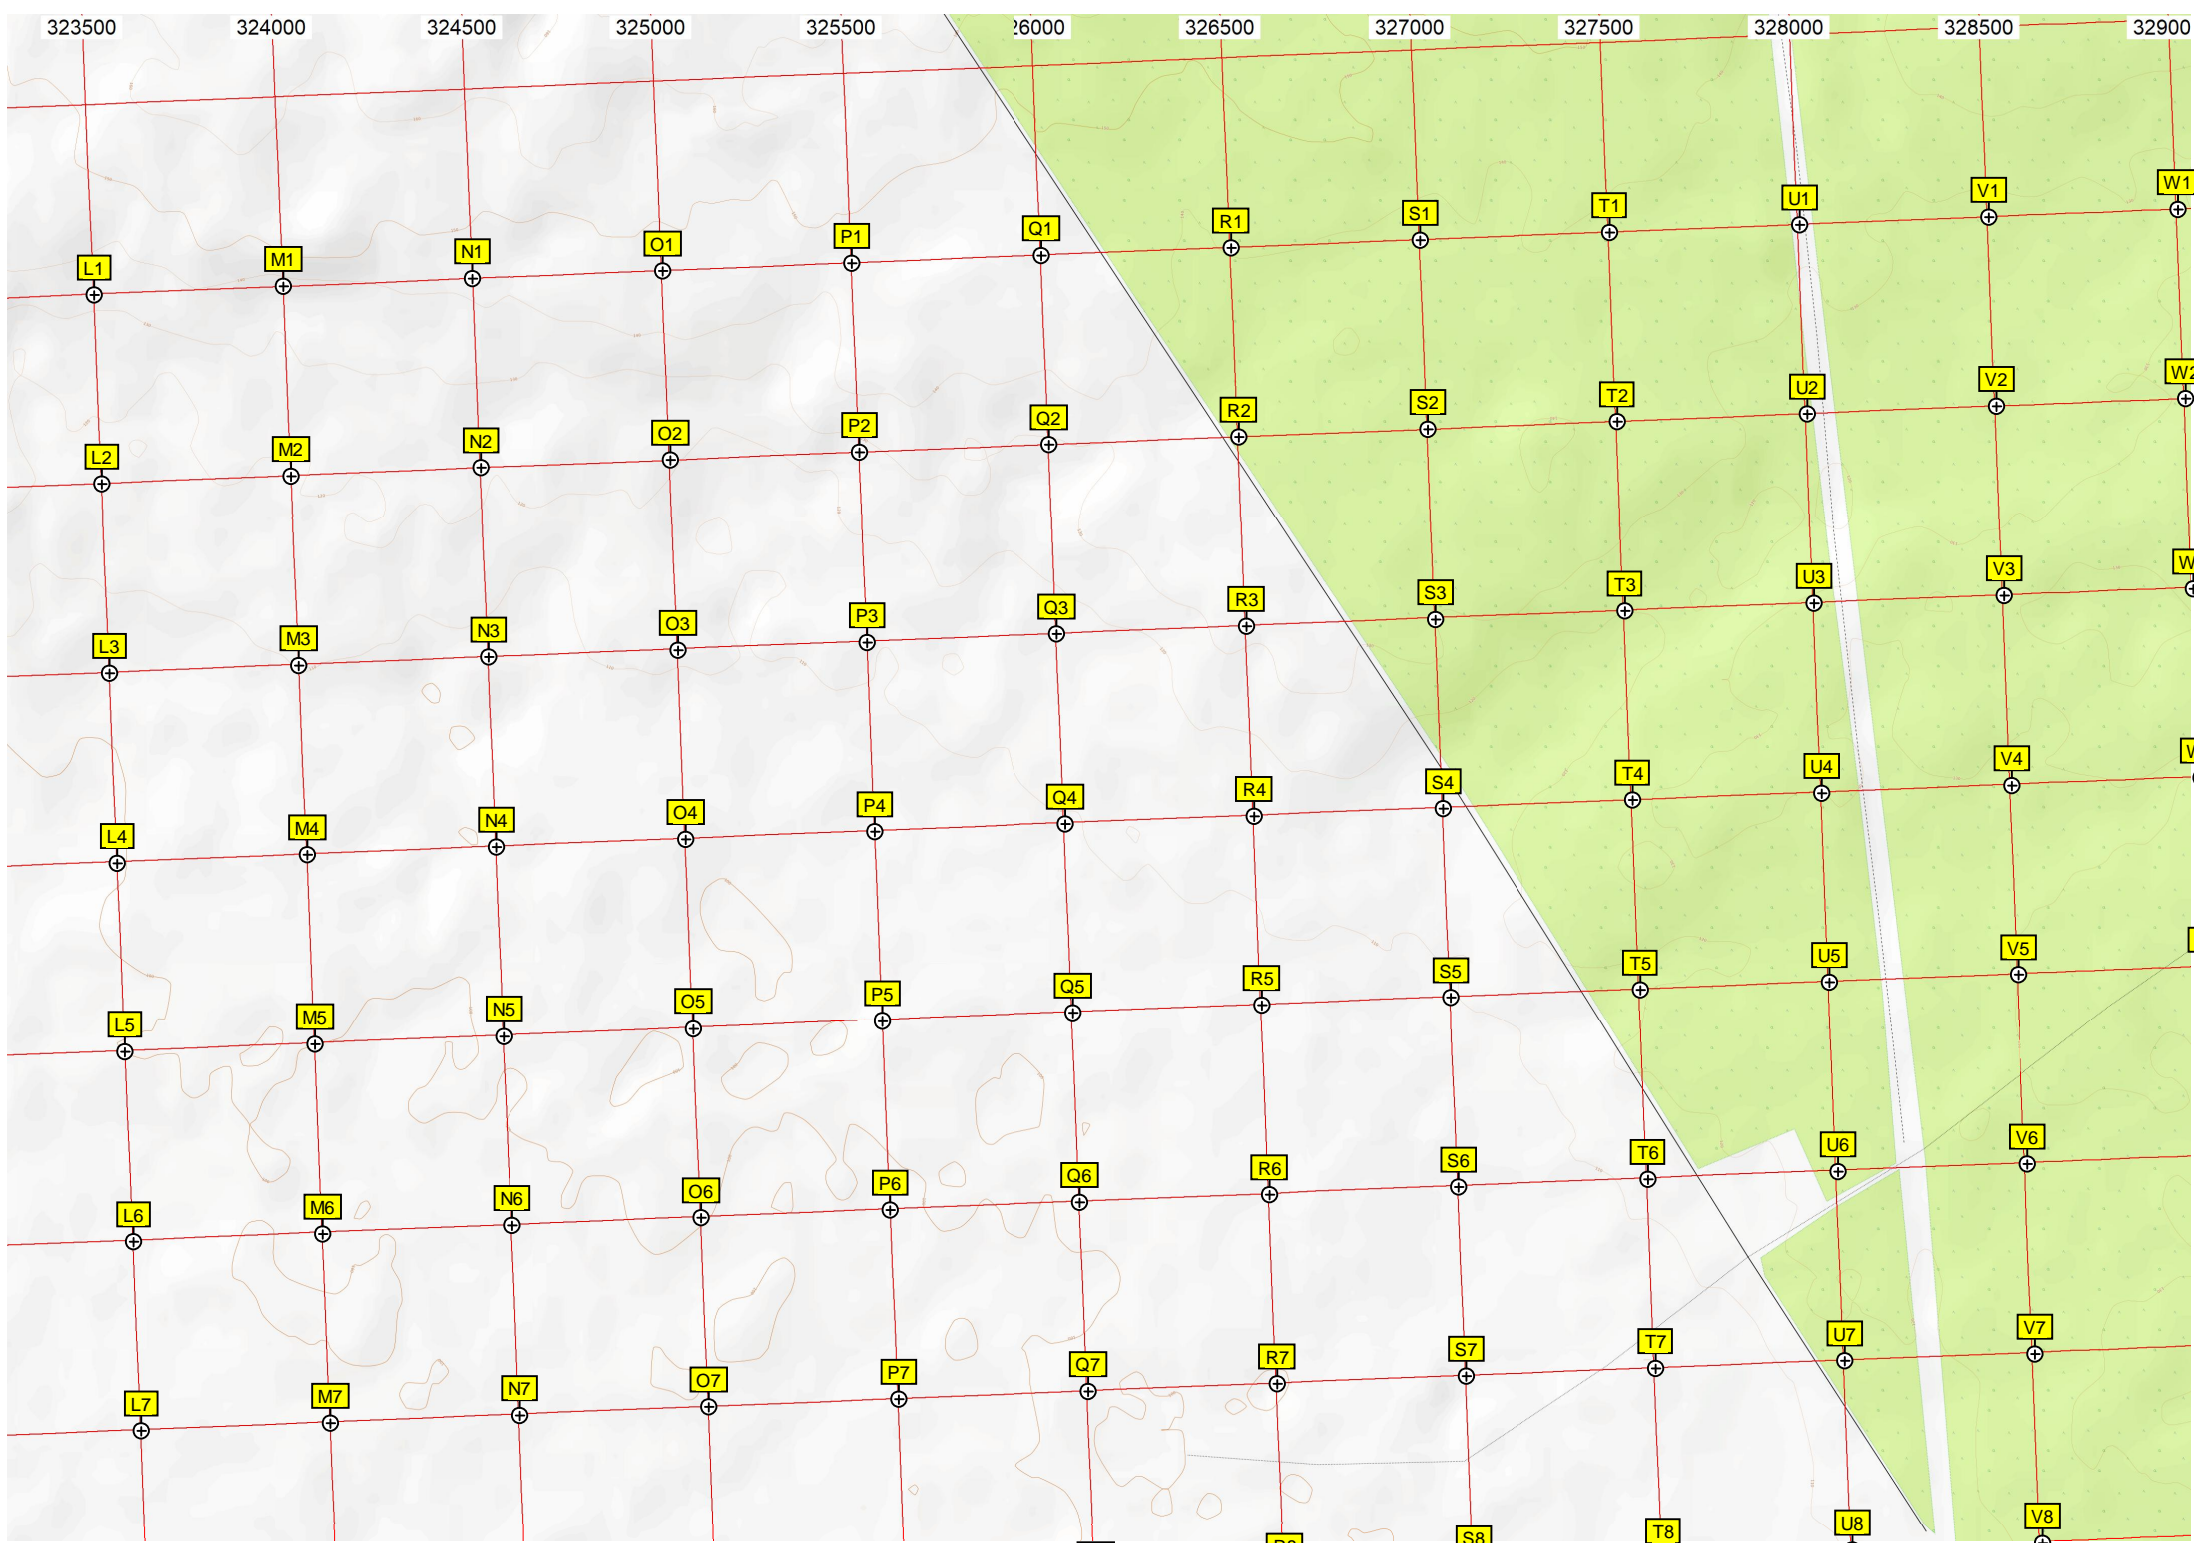 323500 324000 324500 325000 325500 26000 326500 327000 327500 328000 328500 32900
L1 M1 N1 O1 P1 Q1 R1 S1 T1 U1 V1 W1
L2 M2 N2 O2 P2 Q2 R2 S2 T2 U2 V2 W2
L3 M3 N3 O3 P3 Q3 R3 S3 T3 U3 V3 W
L4 M4 N4 O4 P4 Q4 R4 S4 T4 U4 V4
L5 M5 N5 O5 P5 Q5 R5 S5 T5 U5 V5
L6 M6 N6 O6 P6 Q6 R6 S6 T6 U6 V6
L7 M7 N7 O7 P7 Q7 R7 S7 T7 U7 V7
S8 T8 U8 V8